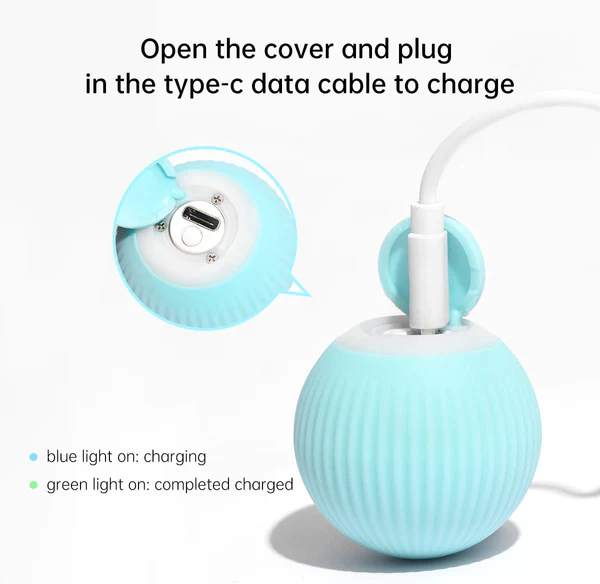 Open the cover and plug
in the type-c data cable to charge
blue light on: charging
green light on: completed charged